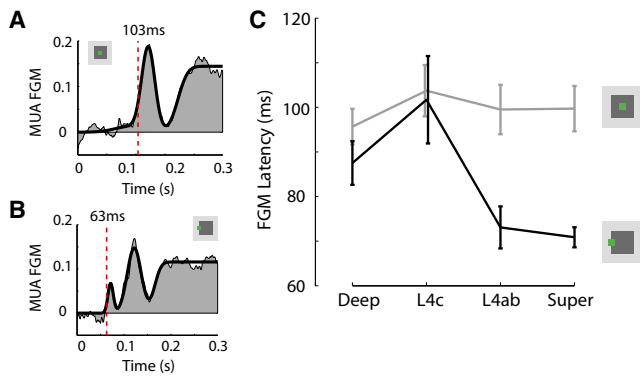 A
103ms
0.2
0.1
0
MUA FGM
0 0.1 0.2 0.3
Time (s)
B
63ms
0.2
0.1
0
MUA FGM
0 0.1 0.2 0.3
Time (s)
C
120
100
80
60
FGM Latency (ms)
Deep L4c L4ab Super